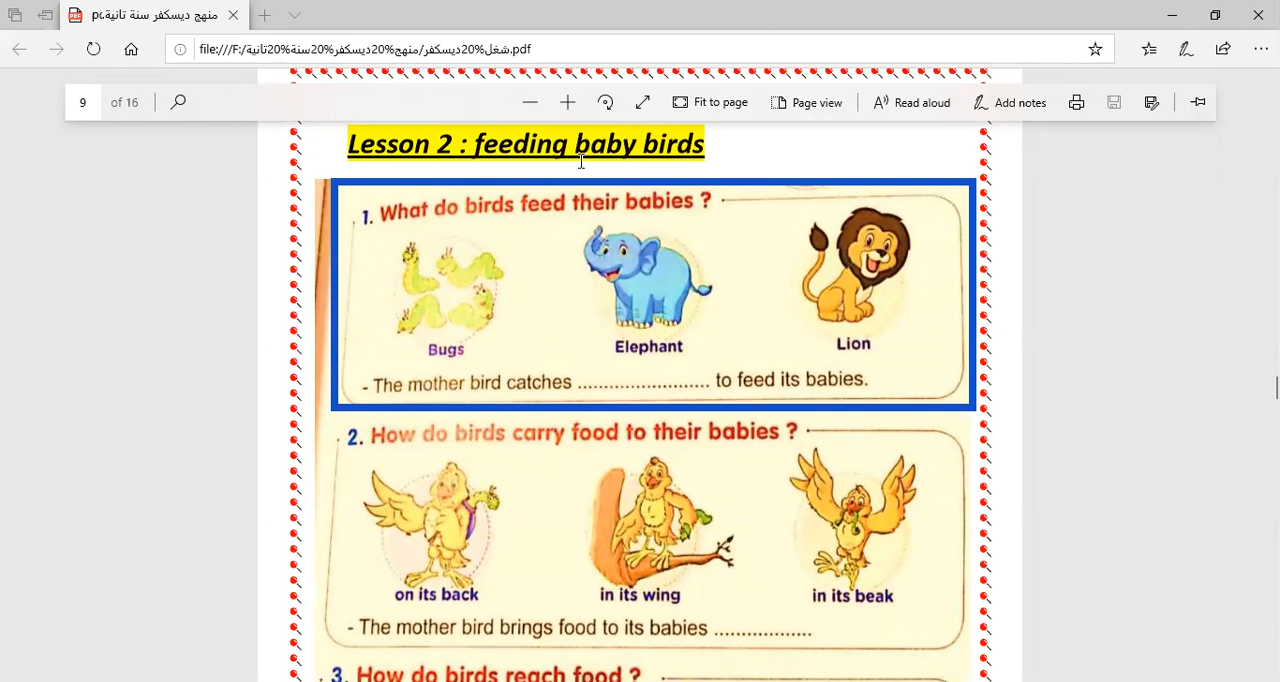 منهج ديسكفر سنة ثانية.pd
file:///F:/شغل%20ديسكفر/منهج%20ديسكفر%20سنة%20ثانية.pdf
9 of 16
Fit to page
Page view
Read aloud
Add notes
Lesson 2 : feeding baby birds
1. What do birds feed their babies ?
Bugs Elephant Lion
- The mother bird catches ......................... to feed its babies.
2. How do birds carry food to their babies ?
on its back in its wing in its beak
- The mother bird brings food to its babies .................
3. How do birds reach food ?